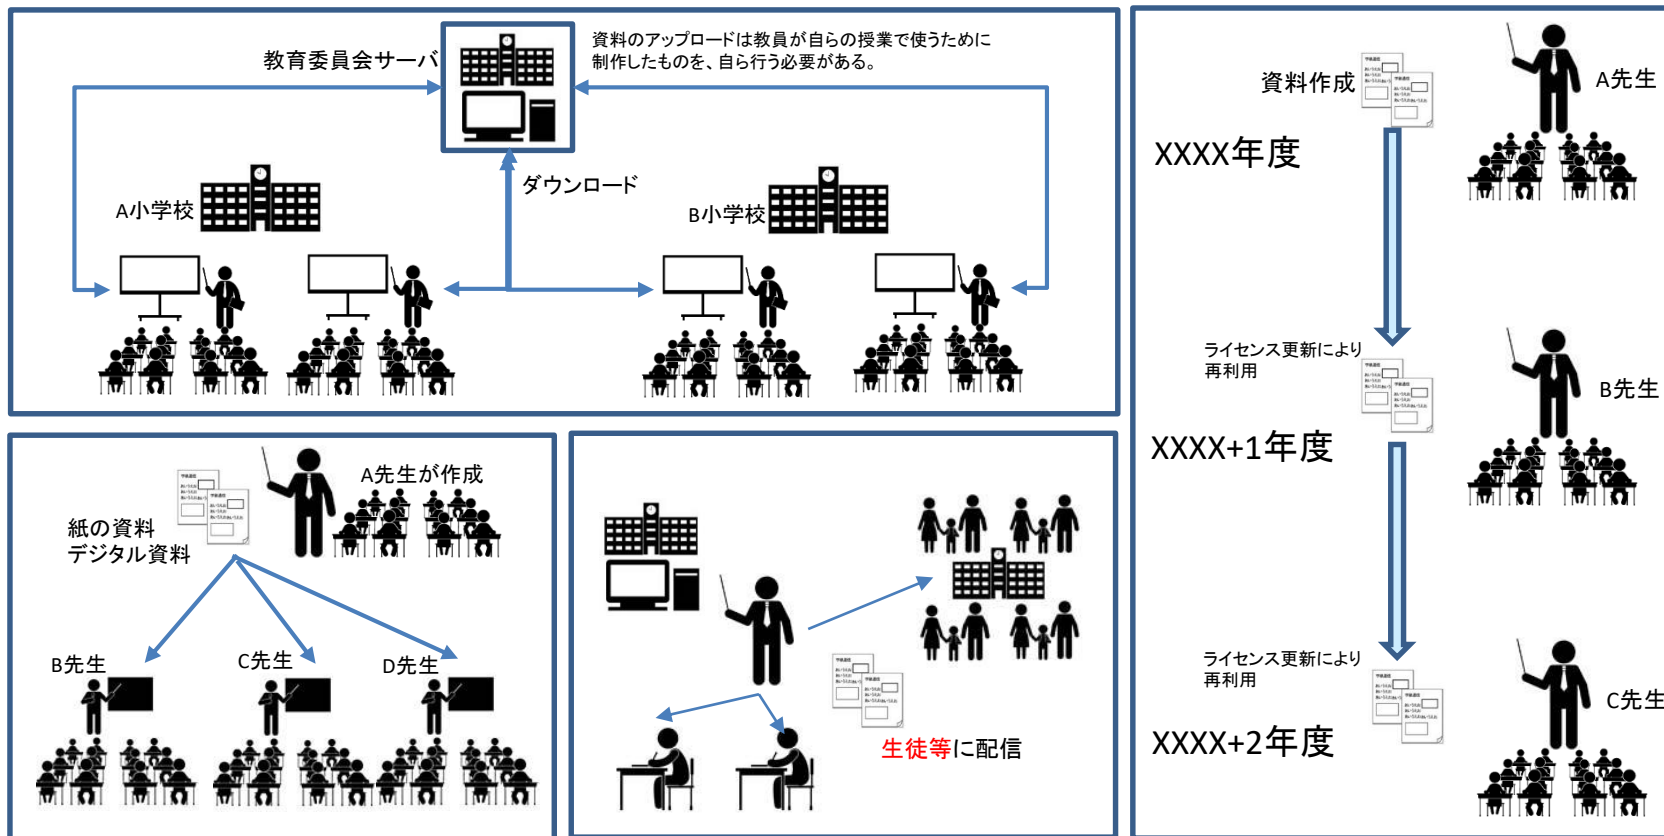 教育委員会サーバ
資料のアップロードは教員が自らの授業で使うために
制作したものを、自ら行う必要がある。
ダウンロード
A小学校
B小学校
紙の資料
デジタル資料
A先生が作成
B先生
C先生
D先生
生徒等に配信
資料作成
A先生
XXXX年度
ライセンス更新により
再利用
B先生
XXXX+1年度
ライセンス更新により
再利用
C先生
XXXX+2年度